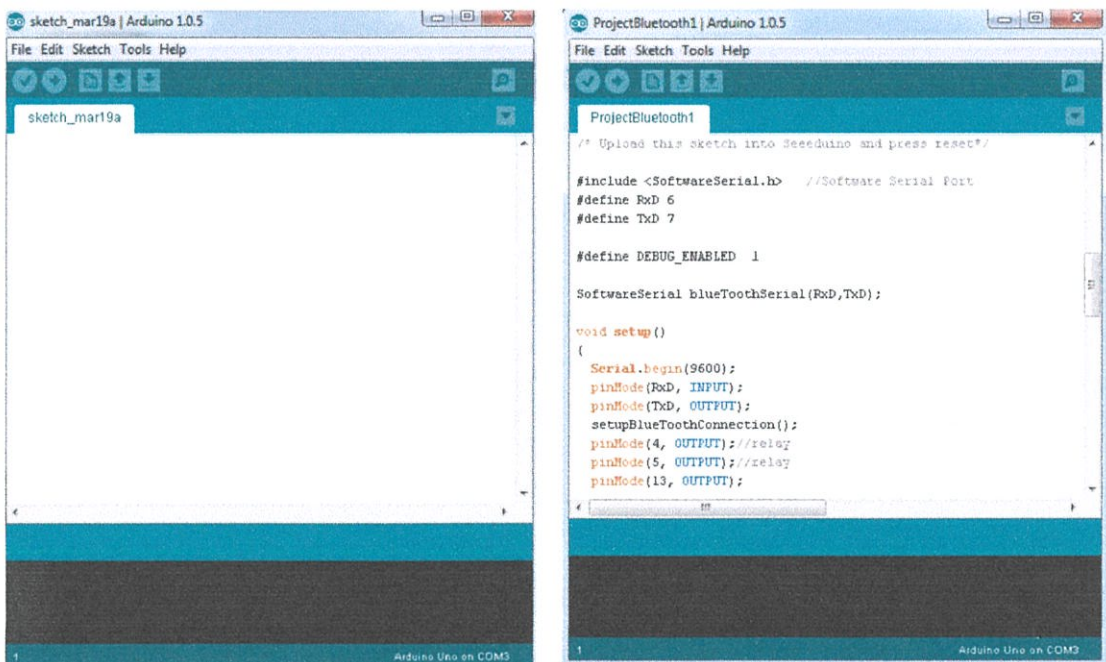 sketch_mar19a | Arduino 1.0.5
File Edit Sketch Tools Help
sketch_mar19a
1
Arduino Uno on COM3
ProjectBluetooth1 | Arduino 1.0.5
File Edit Sketch Tools Help
ProjectBluetooth1
/* Upload this sketch into Seeeduino and press reset*/
#include <SoftwareSerial.h>   //Software Serial Port
#define RxD 6
#define TxD 7
#define DEBUG_ENABLED  1
SoftwareSerial blueToothSerial(RxD,TxD);
void setup()
{
Serial.begin(9600);
pinMode(RxD, INPUT);
pinMode(TxD, OUTPUT);
setupBlueToothConnection();
pinMode(4, OUTPUT);//relay
pinMode(5, OUTPUT);//relay
pinMode(13, OUTPUT);
1
Arduino Uno on COM3